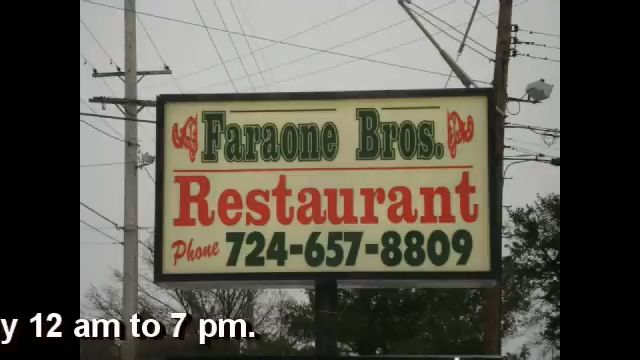 Faraone Bros.
Restaurant
Phone 724-657-8809
y 12 am to 7 pm.